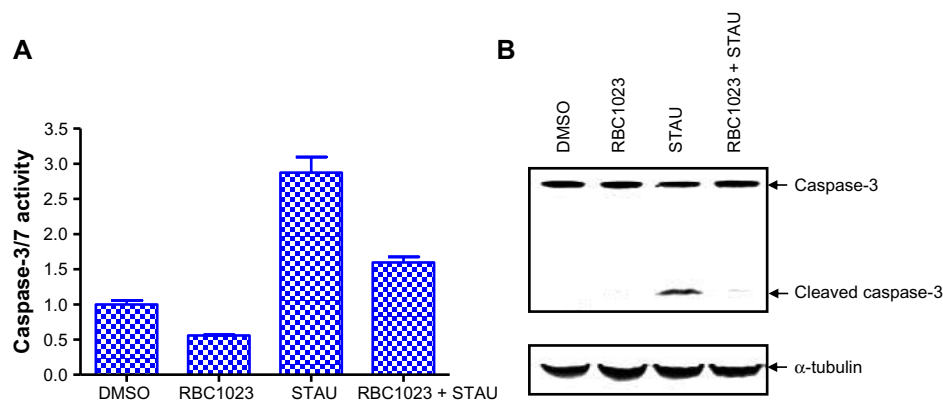 A
Caspase-3/7 activity
3.5
3.0
2.5
2.0
1.5
1.0
0.5
0.0
DMSO
RBC1023
STAU
RBC1023 + STAU
B
DMSO
RBC1023
STAU
RBC1023 + STAU
Caspase-3
Cleaved caspase-3
α-tubulin